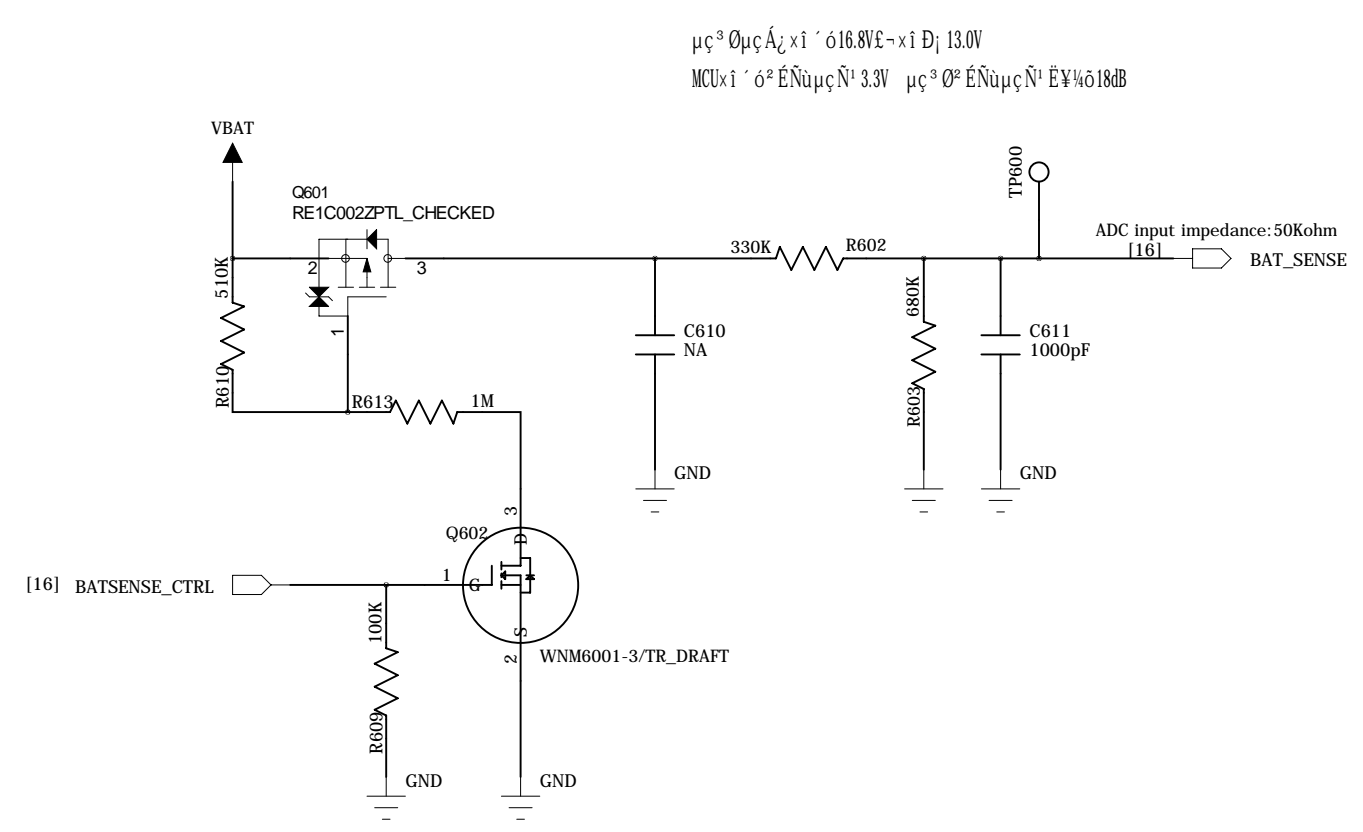 µç³ØµçÁ¿×î´ó16.8V£¬×îÐ¡13.0V
MCU×î´ó²ÉÑùµçÑ¹3.3V µç³Ø²ÉÑùµçÑ¹Ë¥¼õ18dB
VBAT
Q601
RE1C002ZPTL_CHECKED
TP600
ADC input impedance:50Kohm
330K
R602
[16]
BAT_SENSE
2
3
510K
680K
1
C610
NA
C611
1000pF
R610
R613
1M
R603
GND
GND
3
Q602
D
[16]
BATSENSE_CTRL
1
G
100K
S
2
WNM6001-3/TR_DRAFT
R609
GND
GND